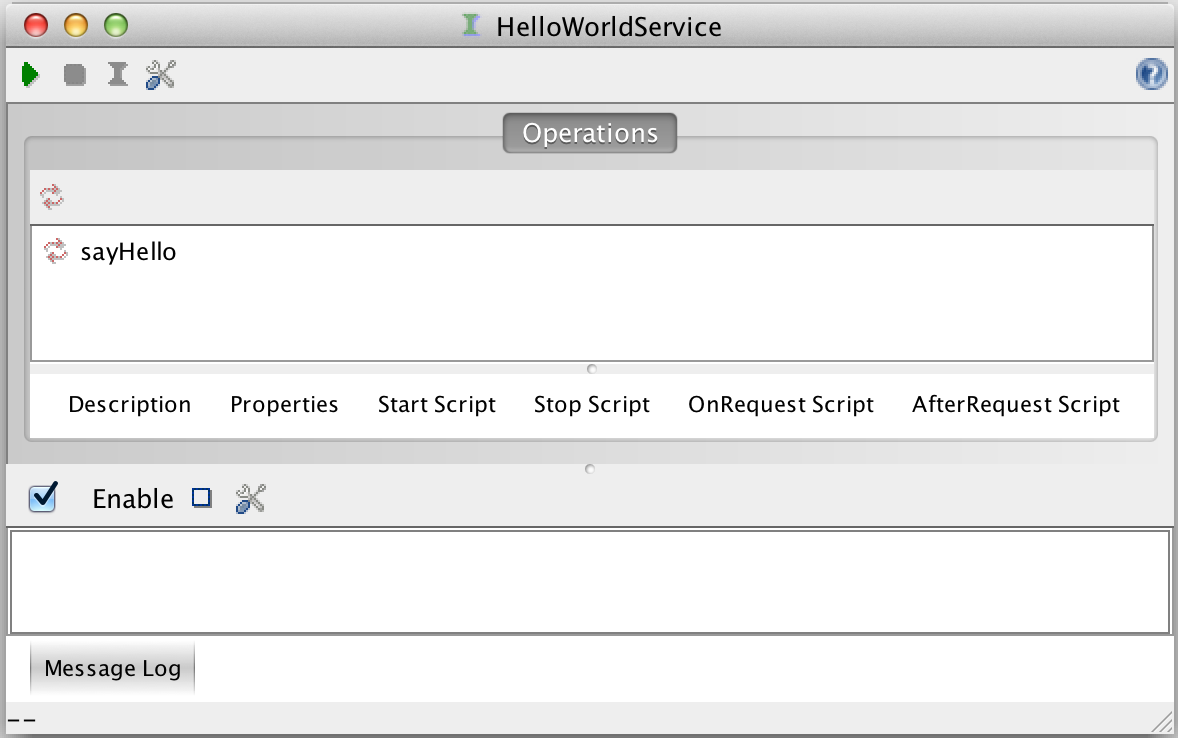 HelloWorldService
Operations
sayHello
Description Properties Start Script Stop Script OnRequest Script AfterRequest Script
Enable
Message Log
--